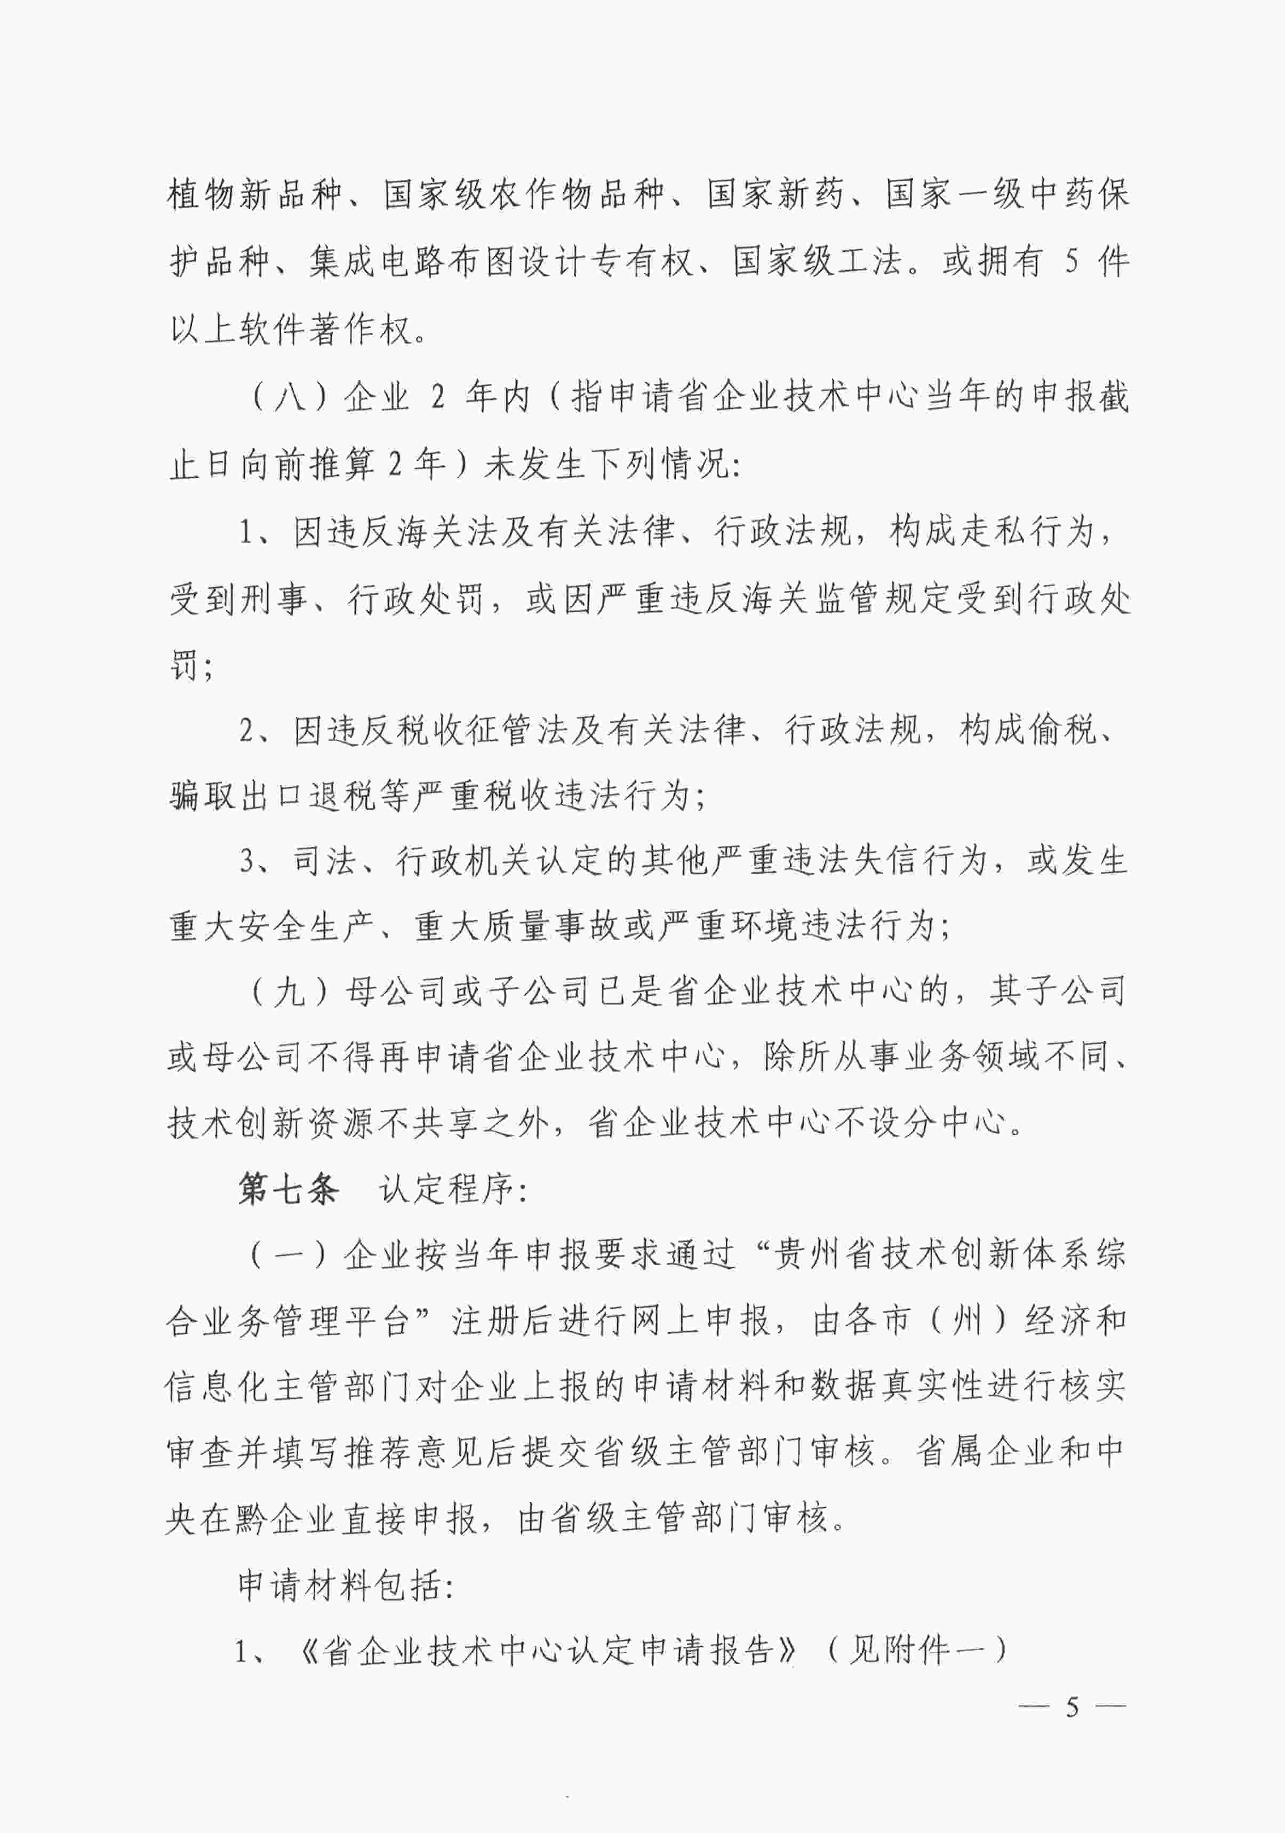 植物新品种、国家级农作物品种、国家新药、国家一级中药保
护品种、集成电路布图设计专有权、国家级工法。或拥有 5 件
以上软件著作权。
（八）企业 2 年内（指申请省企业技术中心当年的申报截
止日向前推算 2 年）未发生下列情况：
1、因违反海关法及有关法律、行政法规，构成走私行为，
受到刑事、行政处罚，或因严重违反海关监管规定受到行政处
罚；
2、因违反税收征管法及有关法律、行政法规，构成偷税、
骗取出口退税等严重税收违法行为；
3、司法、行政机关认定的其他严重违法失信行为，或发生
重大安全生产、重大质量事故或严重环境违法行为；
（九）母公司或子公司已是省企业技术中心的，其子公司
或母公司不得再申请省企业技术中心，除所从事业务领域不同、
技术创新资源不共享之外，省企业技术中心不设分中心。
第七条　认定程序：
（一）企业按当年申报要求通过“贵州省技术创新体系综
合业务管理平台”注册后进行网上申报，由各市（州）经济和
信息化主管部门对企业上报的申请材料和数据真实性进行核实
审查并填写推荐意见后提交省级主管部门审核。省属企业和中
央在黔企业直接申报，由省级主管部门审核。
申请材料包括：
1、《省企业技术中心认定申请报告》（见附件一）
— 5 —